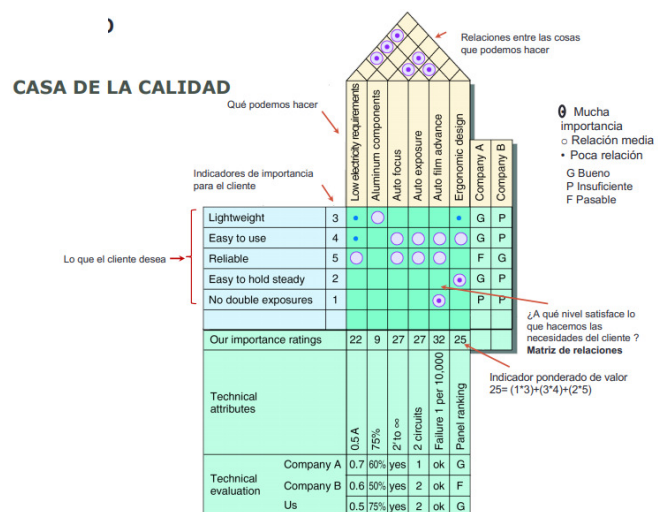 CASA DE LA CALIDAD
Relaciones entre las cosas
que podemos hacer
Qué podemos hacer
Low electricity requirements
Aluminum components
Auto focus
Auto exposure
Auto film advance
Ergonomic design
Company A
Company B
Mucha
importancia
Relación media
• Poca relación
G Bueno
P Insuficiente
F Pasable
Indicadores de importancia
para el cliente
Lo que el cliente desea
Lightweight 3 G P
Easy to use 4 G P
Reliable 5 F G
Easy to hold steady 2 G P
No double exposures 1 P P
¿A qué nivel satisface lo
que hacemos las
necesidades del cliente ?
Matriz de relaciones
Our importance ratings 22 9 27 27 32 25
Indicador ponderado de valor
25= (1*3)+(3*4)+(2*5)
Technical
attributes
0.5 A
75%
2' to ∞
2 circuits
Failure 1 per 10,000
Panel ranking
Technical
evaluation
Company A 0.7 60% yes 1 ok G
Company B 0.6 50% yes 2 ok F
Us 0.5 75% yes 2 ok G